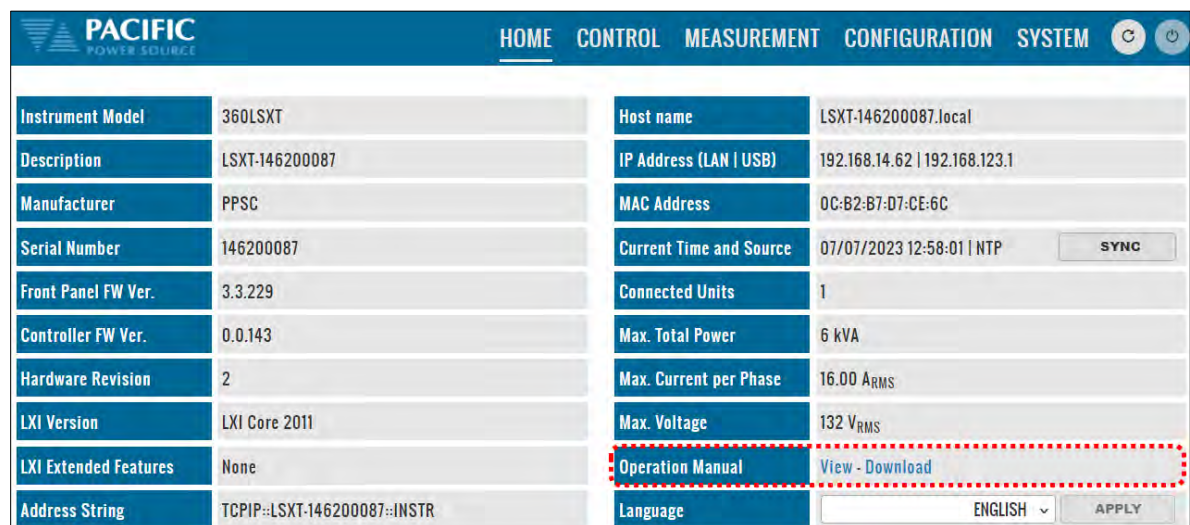 PACIFIC
POWER SOURCE
HOME CONTROL MEASUREMENT CONFIGURATION SYSTEM
Instrument Model 360LSXT
Description LSXT-146200087
Manufacturer PPSC
Serial Number 146200087
Front Panel FW Ver. 3.3.229
Controller FW Ver. 0.0.143
Hardware Revision 2
LXI Version LXI Core 2011
LXI Extended Features None
Address String TCPIP::LSXT-146200087::INSTR
Host name LSXT-146200087.local
IP Address (LAN | USB) 192.168.14.62 | 192.168.123.1
MAC Address 0C:B2:B7:D7:CE:6C
Current Time and Source 07/07/2023 12:58:01 | NTP SYNC
Connected Units 1
Max. Total Power 6 kVA
Max. Current per Phase 16.00 ARMS
Max. Voltage 132 VRMS
Operation Manual View - Download
Language ENGLISH APPLY